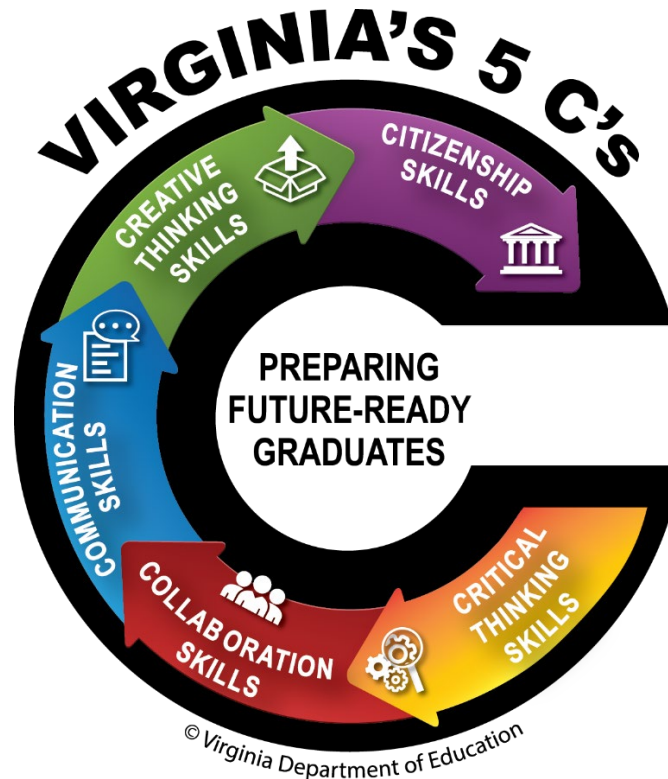 VIRGINIA'S 5 C's
CREATIVE
THINKING
SKILLS
CITIZENSHIP
SKILLS
PREPARING
FUTURE-READY
GRADUATES
COMMUNICATION
SKILLS
COLLABORATION
SKILLS
CRITICAL
THINKING
SKILLS
© Virginia Department of Education